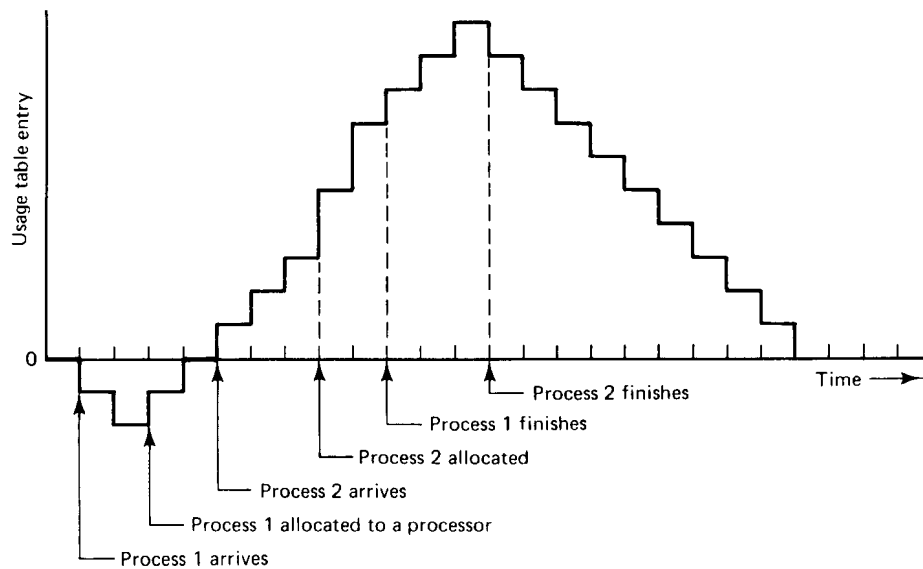 Usage table entry
0
Time
Process 2 finishes
Process 1 finishes
Process 2 allocated
Process 2 arrives
Process 1 allocated to a processor
Process 1 arrives